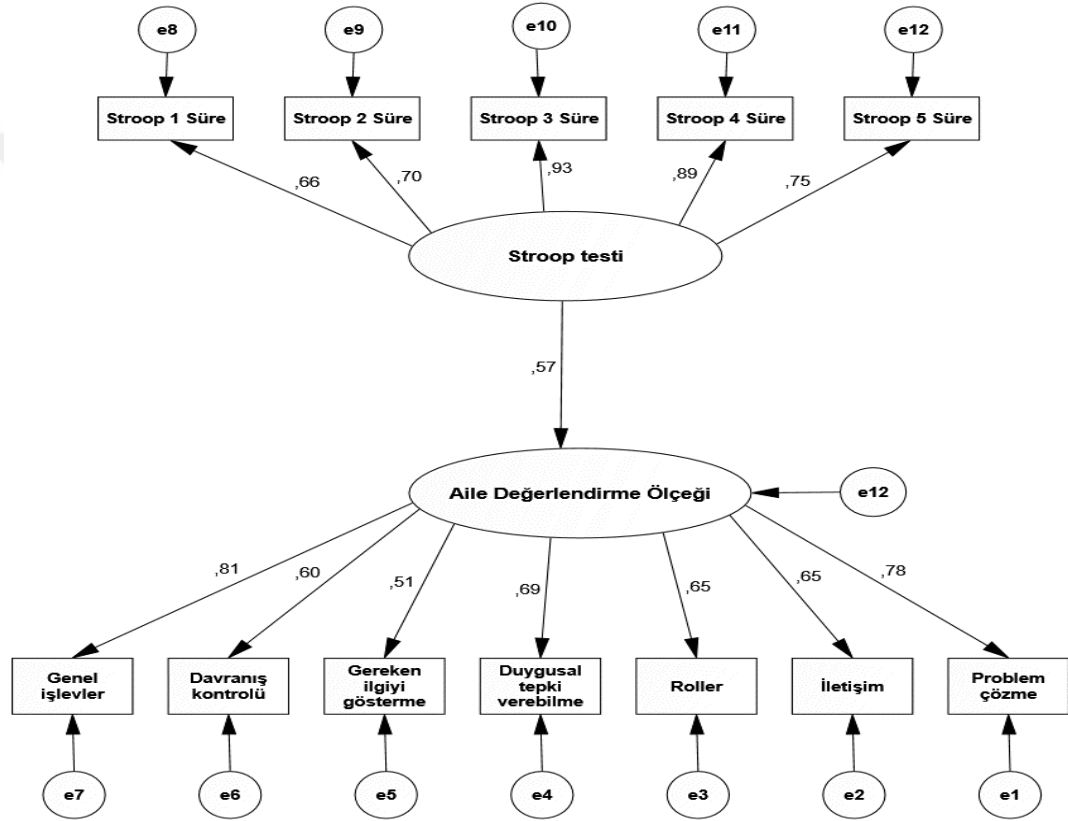 e8
e9
e10
e11
e12
Stroop 1 Süre
Stroop 2 Süre
Stroop 3 Süre
Stroop 4 Süre
Stroop 5 Süre
,66
,70
,93
,89
,75
Stroop testi
,57
Aile Değerlendirme Ölçeği
e12
,81
,60
,51
,69
,65
,65
,78
Genel
işlevler
Davranış
kontrolü
Gereken
ilgiyi
gösterme
Duygusal
tepki
verebilme
Roller
İletişim
Problem
çözme
e7
e6
e5
e4
e3
e2
e1